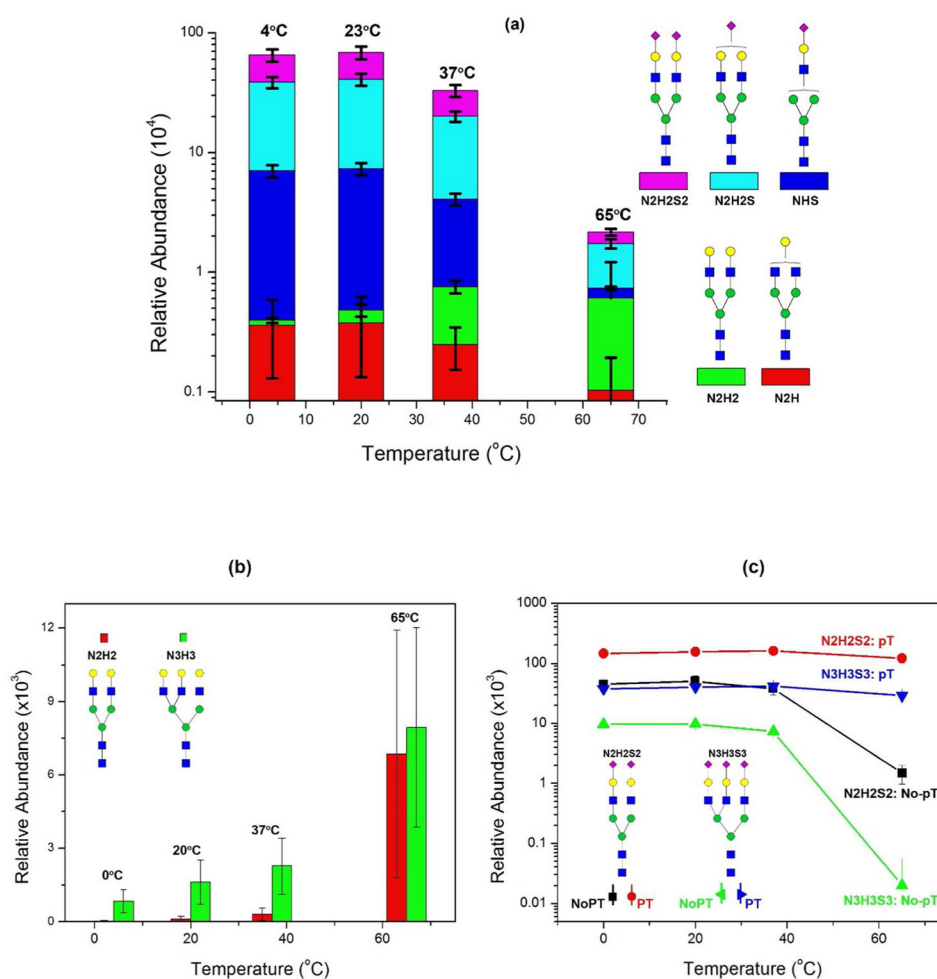 (a)
4°C
23°C
37°C
65°C
100
10
1
0.1
Relative Abundance (10⁴)
0 10 20 30 40 50 60 70
Temperature (°C)
N2H2S2 N2H2S NHS
N2H2 N2H
(b)
12
9
6
3
0
Relative Abundance (x10³)
N2H2 N3H3
0°C
20°C
37°C
65°C
0 20 40 60
Temperature (°C)
(c)
1000
100
10
1
0.1
0.01
Relative Abundance (x10³)
N2H2S2: pT
N3H3S3: pT
N2H2S2: No-pT
N3H3S3: No-pT
N2H2S2 N3H3S3
NoPT PT NoPT PT
0 20 40 60
Temperature (°C)